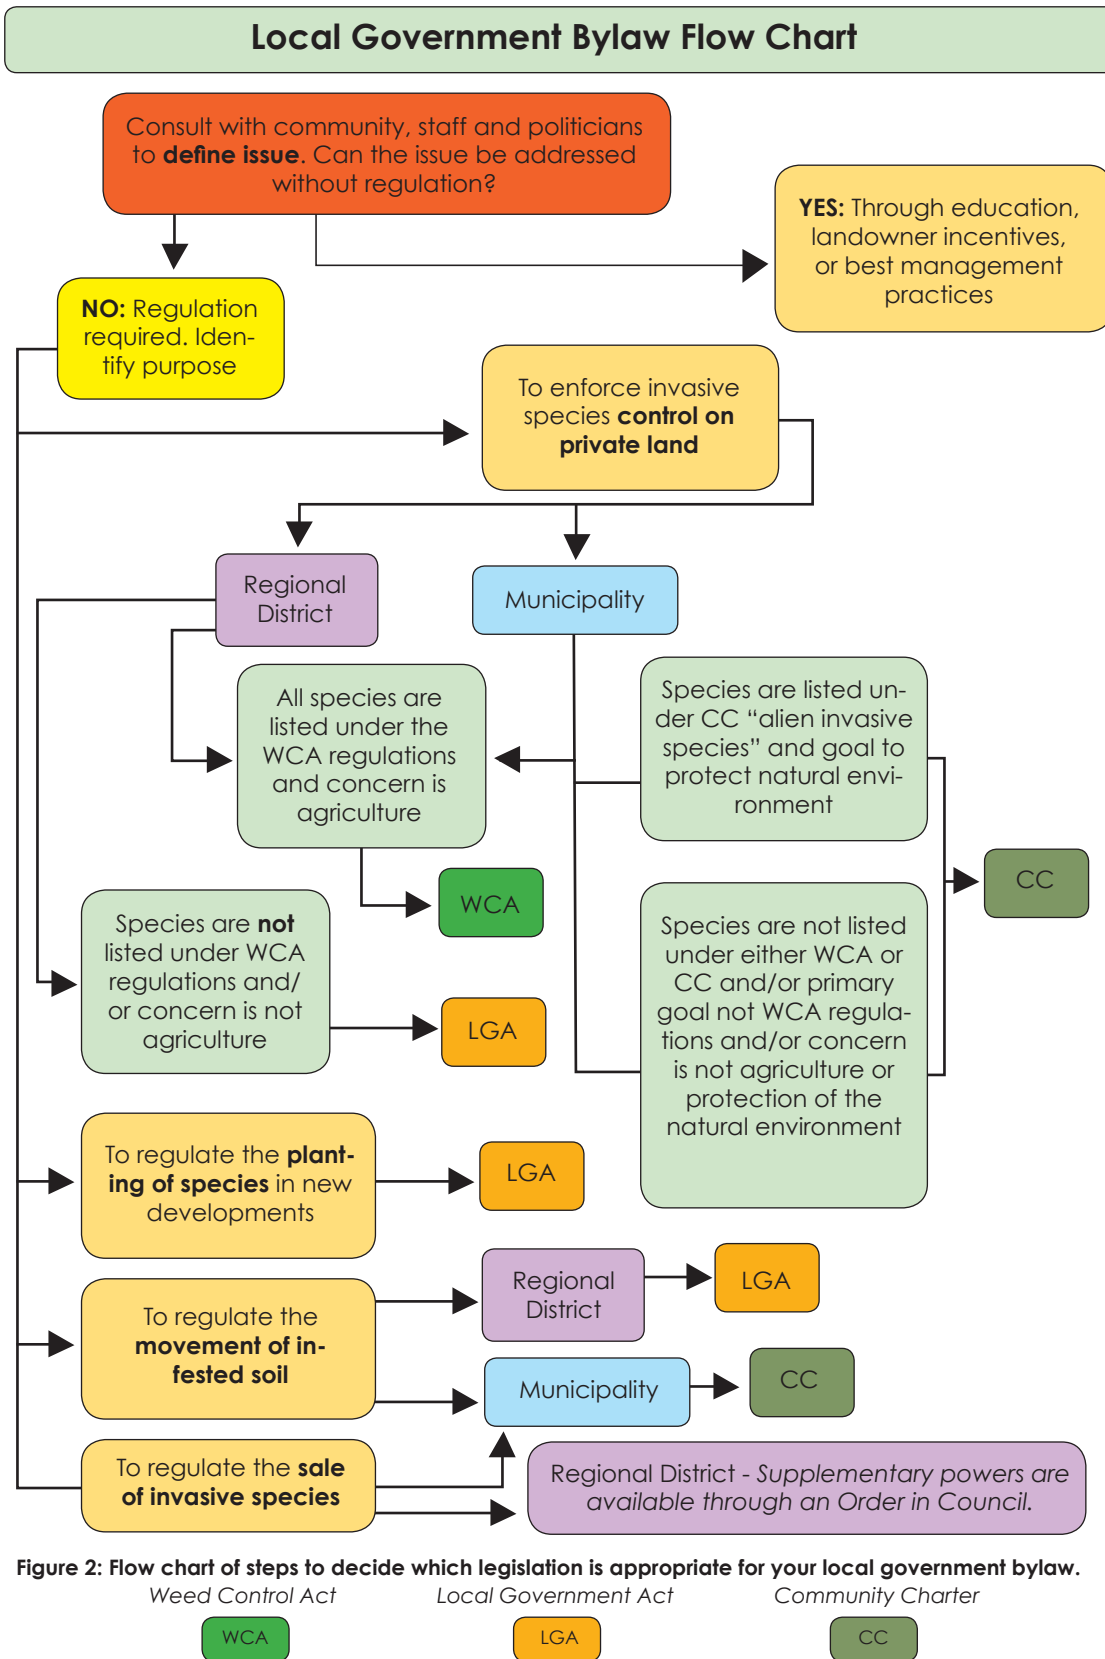 Local Government Bylaw Flow Chart
Consult with community, staff and politicians
to define issue. Can the issue be addressed
without regulation?
YES: Through education,
landowner incentives,
or best management
practices
NO: Regulation
required. Iden-
tify purpose
To enforce invasive
species control on
private land
Regional
District
Municipality
All species are
listed under the
WCA regulations
and concern is
agriculture
Species are listed un-
der CC “alien invasive
species” and goal to
protect natural envi-
ronment
WCA
CC
Species are not
listed under WCA
regulations and/
or concern is not
agriculture
LGA
Species are not listed
under either WCA or
CC and/or primary
goal not WCA regula-
tions and/or concern
is not agriculture or
protection of the
natural environment
To regulate the plant-
ing of species in new
developments
LGA
To regulate the
movement of in-
fested soil
Regional
District
LGA
Municipality
CC
To regulate the sale
of invasive species
Regional District - Supplementary powers are
available through an Order in Council.
Figure 2: Flow chart of steps to decide which legislation is appropriate for your local government bylaw.
Weed Control Act
Local Government Act
Community Charter
WCA
LGA
CC